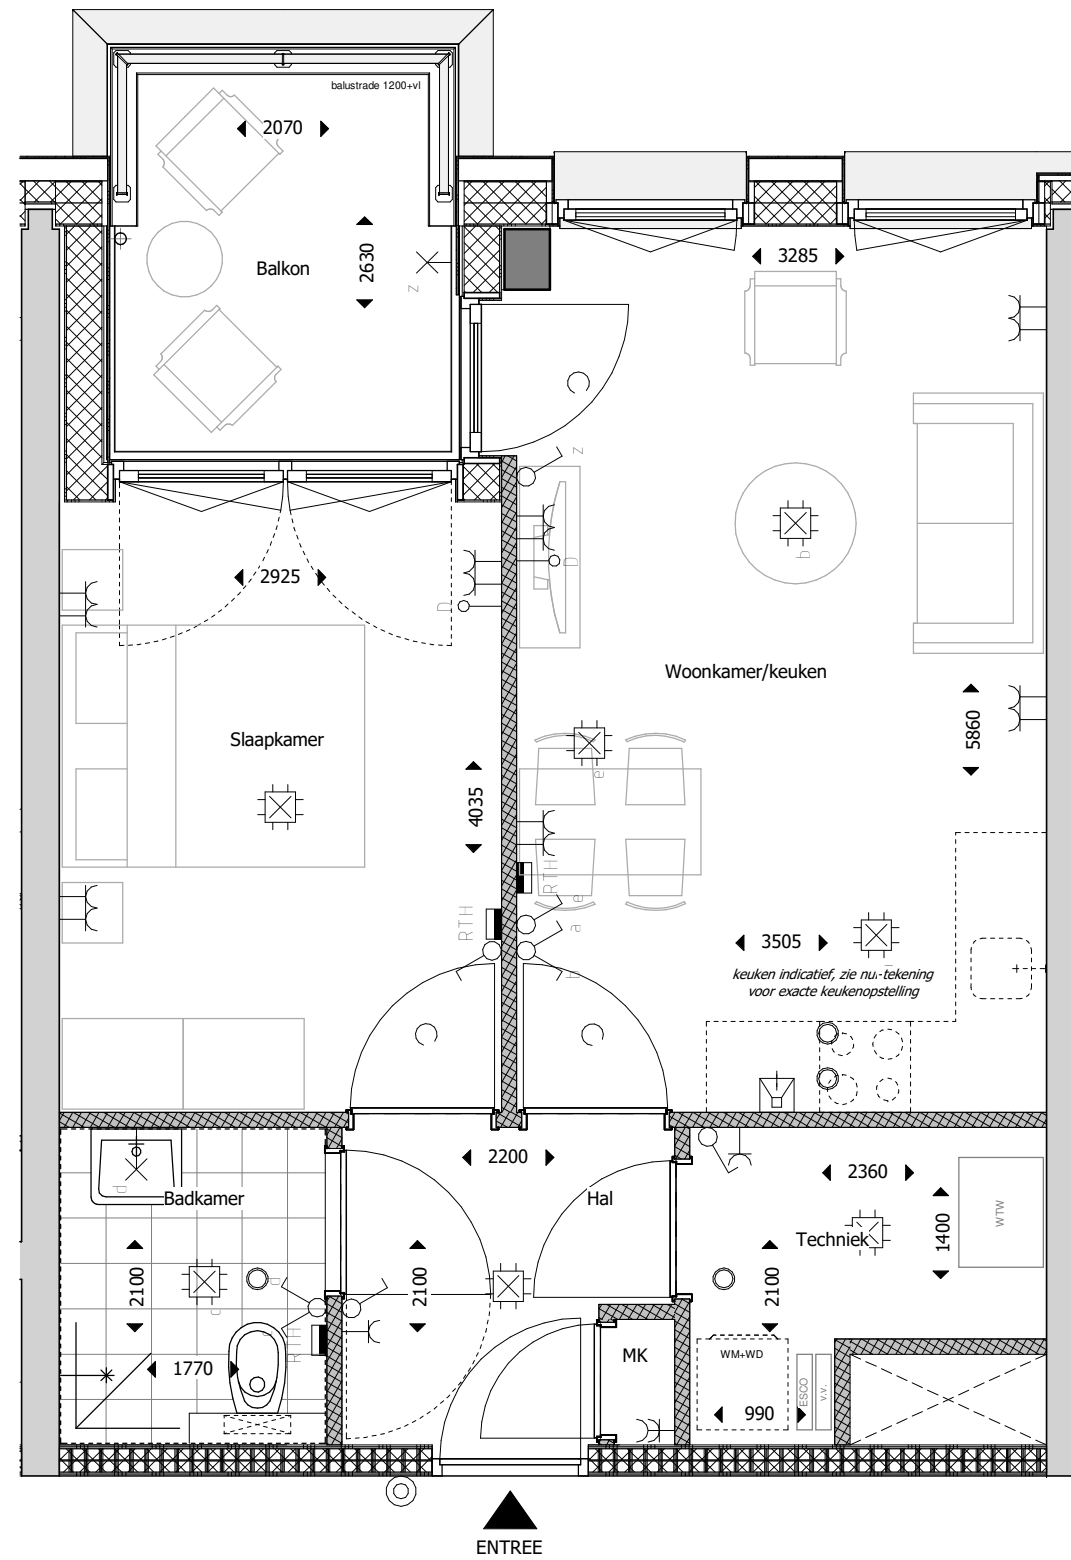 balustrade 1200+vl
2070
Balkon
2630
z
3285
z
2925
D
D
b
Woonkamer/keuken
Slaapkamer
5860
e
4035
RTH
RTH
e
a
b
3505
keuken indicatief, zie nul-tekening
voor exacte keukenopstelling
2200
Hal
2360
Badkamer
d
WTW
1400
Techniek
2100
2100
2100
d
c
RTH
1770
MK
WM+WD
990
ESCO
v.v.
ENTREE